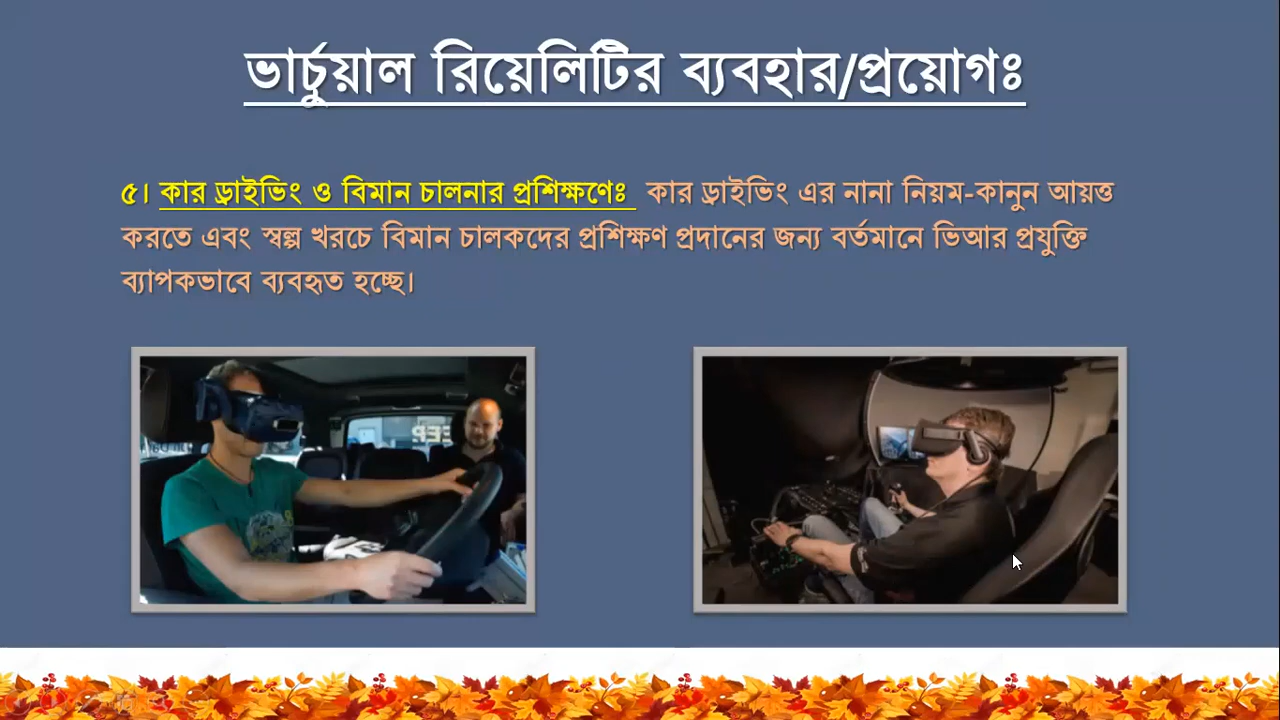 ভার্চুয়াল রিয়েলিটির ব্যবহার/প্রয়োগঃ
৫। কার ড্রাইভিং ও বিমান চালনার প্রশিক্ষণেঃ কার ড্রাইভিং এর নানা নিয়ম-কানুন আয়ত্ত
করতে এবং স্বল্প খরচে বিমান চালকদের প্রশিক্ষণ প্রদানের জন্য বর্তমানে ভিআর প্রযুক্তি
ব্যাপকভাবে ব্যবহৃত হচ্ছে।